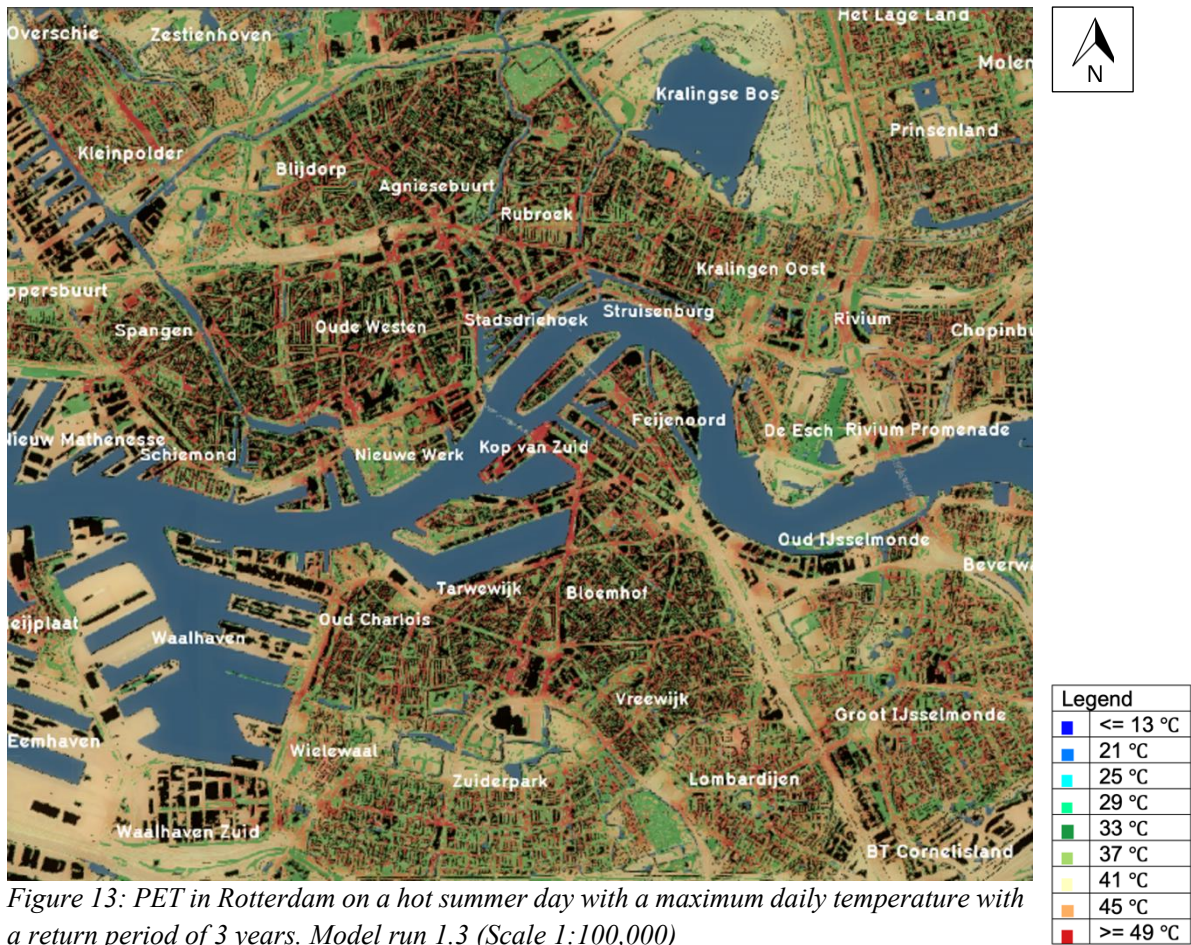 Het Lage Land
Overschie
Zestienhoven
Molen
Kralingse Bos
Prinsenland
Kleinpolder
Blijdorp
Agniesebuurt
Rubroek
Kralingen Oost
ppersbuurt
Spangen
Oude Westen
Stadsdriehoek
Struisenburg
Rivium
Chopinbu
Feijenoord
De Esch
Rivium Promenade
Nieuw Mathenesse
Schiemond
Nieuwe Werk
Kop van Zuid
Oud IJsselmonde
Beverwa
Tarwewijk
Bloemhof
eijplaat
Waalhaven
Oud Charlois
Vreewijk
Groot IJsselmonde
Eemhaven
Wielewaal
Zuiderpark
Lombardijen
Waalhaven Zuid
BT Cornelisland
N
Legend
<= 13 °C
21 °C
25 °C
29 °C
33 °C
37 °C
41 °C
45 °C
>= 49 °C
Figure 13: PET in Rotterdam on a hot summer day with a maximum daily temperature with
a return period of 3 years. Model run 1.3 (Scale 1:100,000)